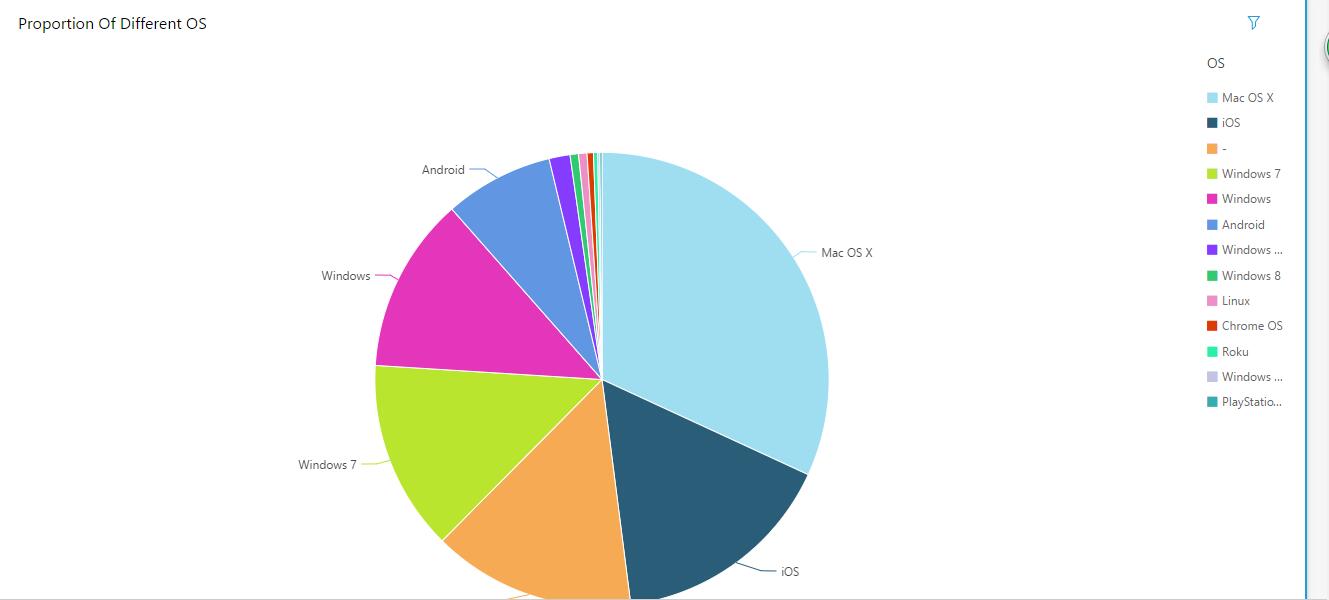 Proportion Of Different OS
OS
Mac OS X
iOS
-
Windows 7
Windows
Android
Windows ...
Windows 8
Linux
Chrome OS
Roku
Windows ...
PlayStatio...
Android
Mac OS X
Windows
Windows 7
iOS